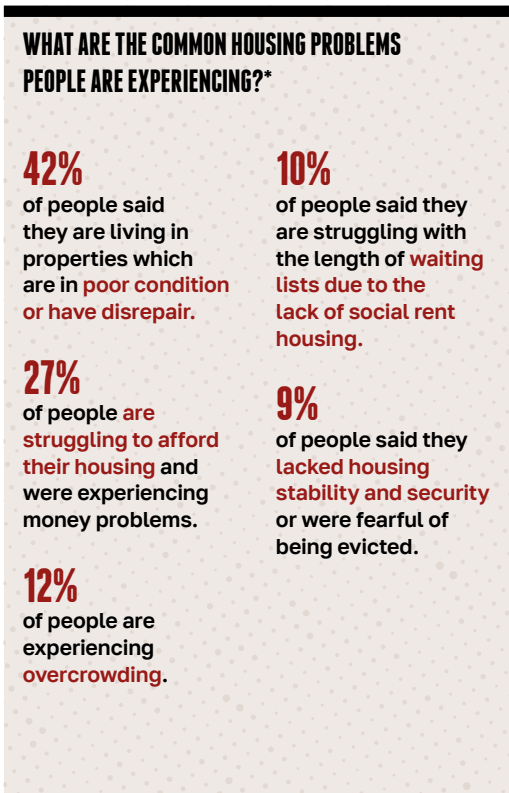 WHAT ARE THE COMMON HOUSING PROBLEMS
PEOPLE ARE EXPERIENCING?*
42%
of people said
they are living in
properties which
are in poor condition
or have disrepair.
27%
of people are
struggling to afford
their housing and
were experiencing
money problems.
12%
of people are
experiencing
overcrowding.
10%
of people said they
are struggling with
the length of waiting
lists due to the
lack of social rent
housing.
9%
of people said they
lacked housing
stability and security
or were fearful of
being evicted.